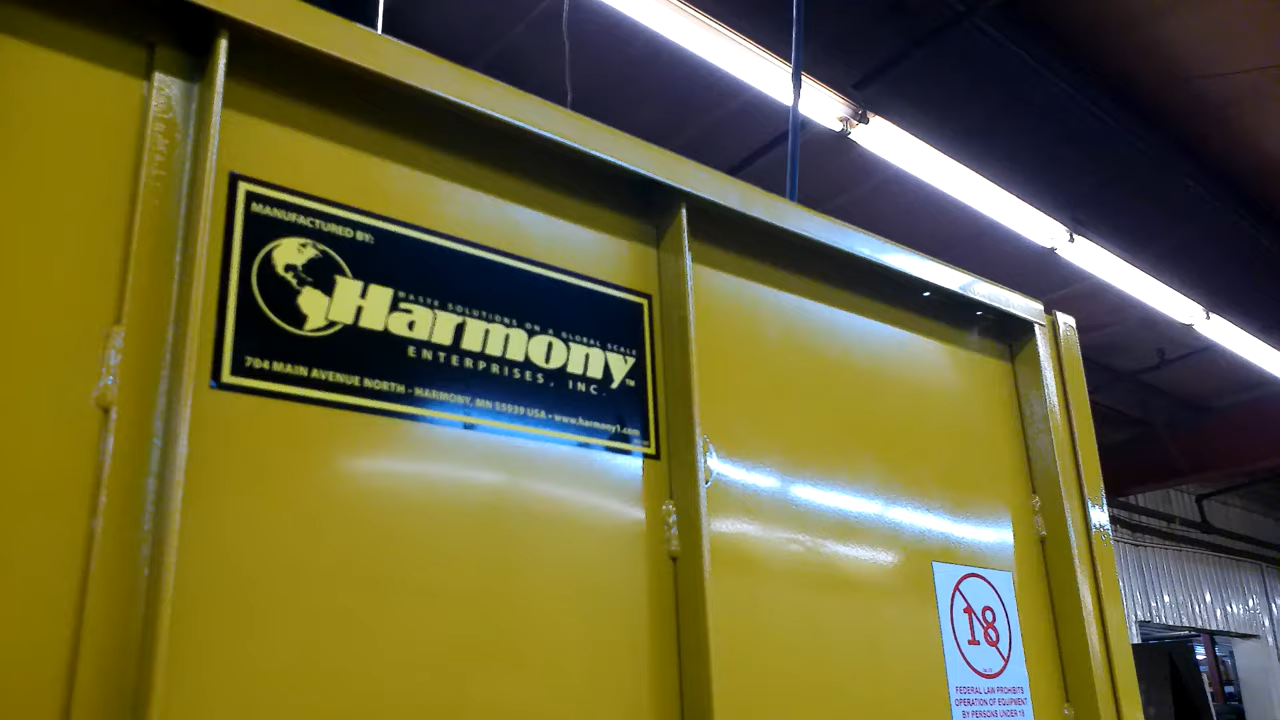 MANUFACTURED BY:
WASTE SOLUTIONS ON A GLOBAL SCALE
Harmony™
ENTERPRISES, INC.
704 MAIN AVENUE NORTH - HARMONY, MN 55939 USA - www.harmony1.com
18
FEDERAL LAW PROHIBITS
OPERATION OF EQUIPMENT
BY PERSONS UNDER 18